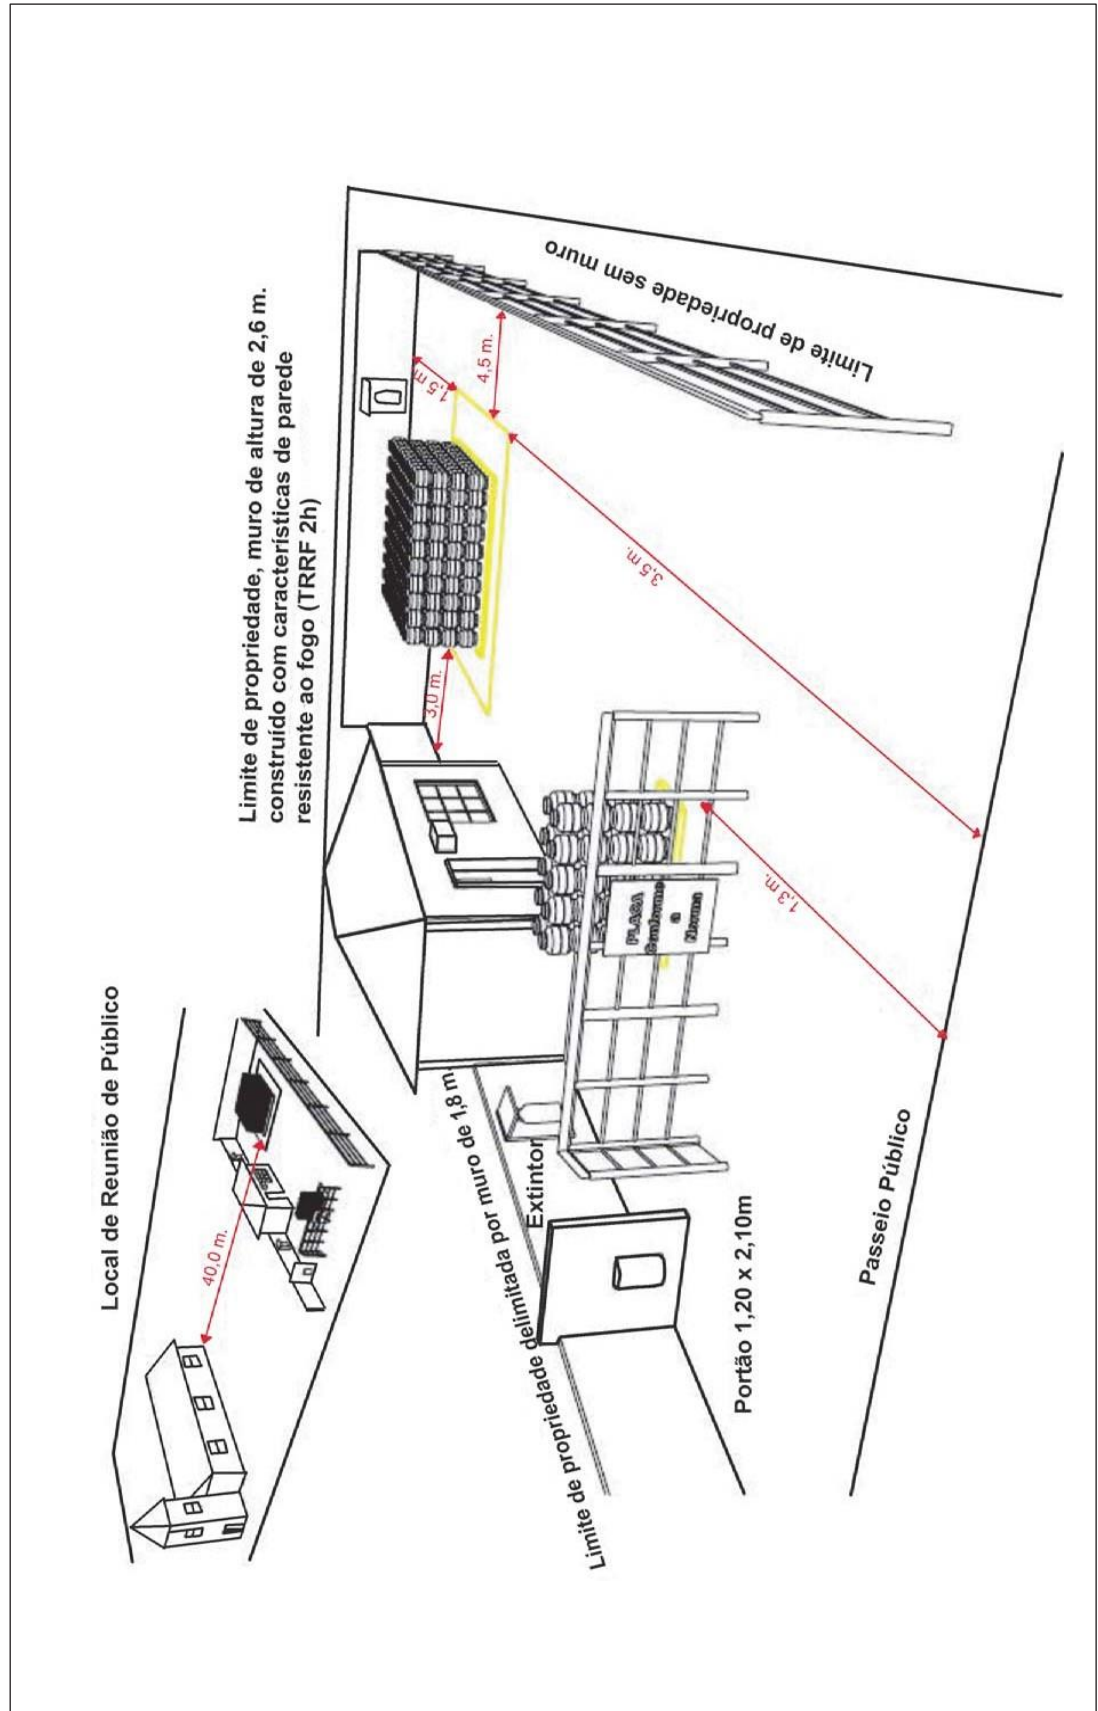 Local de Reunião de Público
40,0 m.
Limite de propriedade, muro de altura de 2,6 m.
construído com características de parede
resistente ao fogo (TRRF 2h)
1,5 m.
4,5 m.
3,0 m.
Limite de propriedade sem muro
3,5 m.
1,3 m.
PLACA
Conforme
a
Norma
Limite de propriedade delimitada por muro de 1,8 m.
Extintor
Portão 1,20 x 2,10m
Passeio Público